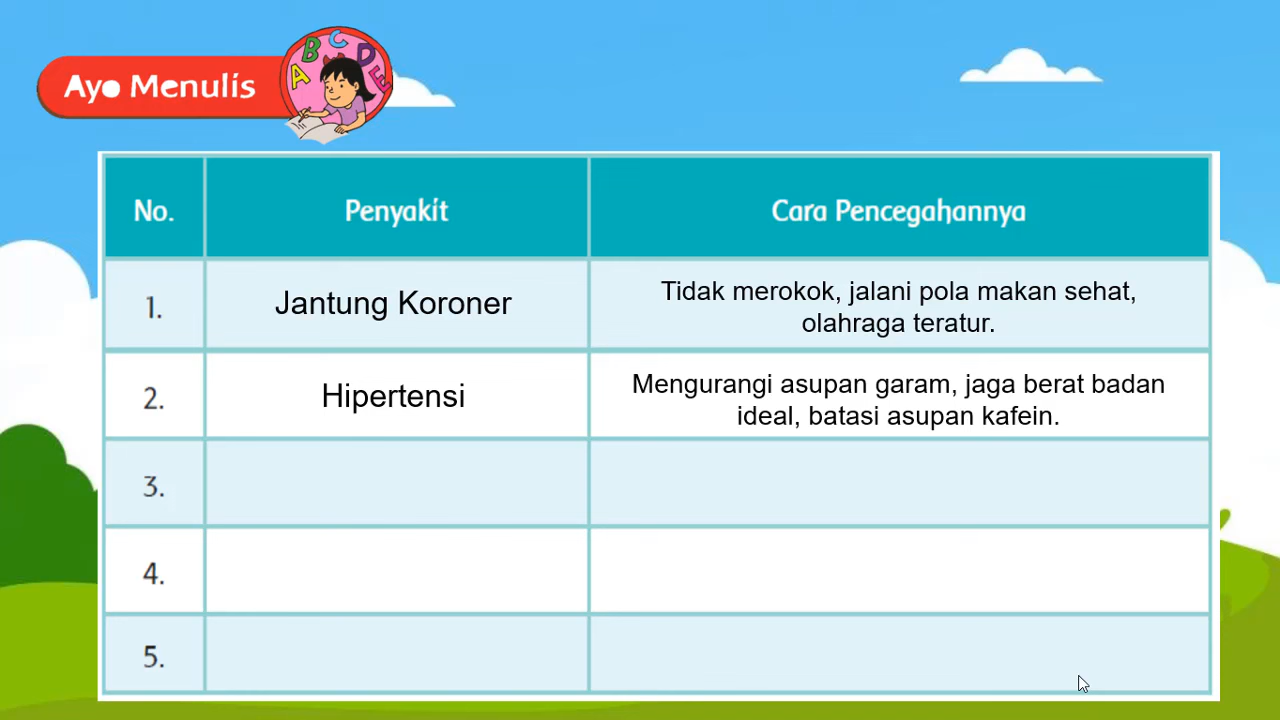 Ayo Menulis
A B C D E
No. Penyakit Cara Pencegahannya
1. Jantung Koroner Tidak merokok, jalani pola makan sehat,
olahraga teratur.
2. Hipertensi Mengurangi asupan garam, jaga berat badan
ideal, batasi asupan kafein.
3.
4.
5.